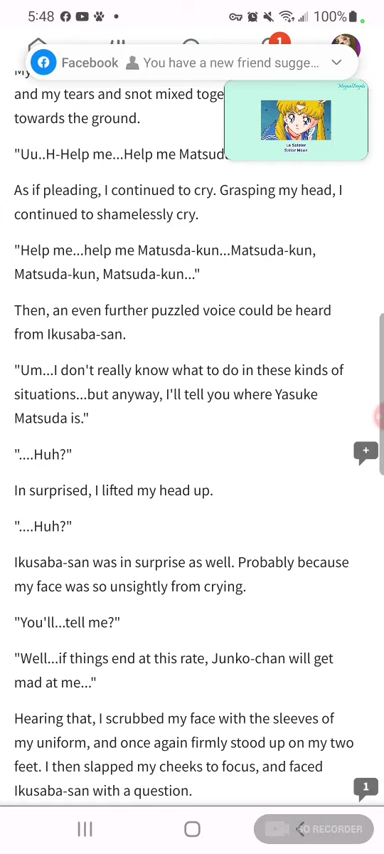 5:48
100%
1
Facebook
You have a new friend sugge...
and my tears and snot mixed toge
towards the ground.
"Uu..H-Help me...Help me Matsud
As if pleading, I continued to cry. Grasping my head, I
continued to shamelessly cry.
"Help me...help me Matusda-kun...Matsuda-kun,
Matsuda-kun, Matsuda-kun..."
Then, an even further puzzled voice could be heard
from Ikusaba-san.
"Um...I don't really know what to do in these kinds of
situations...but anyway, I'll tell you where Yasuke
Matsuda is."
"....Huh?"
+
In surprised, I lifted my head up.
"....Huh?"
Ikusaba-san was in surprise as well. Probably because
my face was so unsightly from crying.
"You'll...tell me?"
"Well...if things end at this rate, Junko-chan will get
mad at me..."
Hearing that, I scrubbed my face with the sleeves of
my uniform, and once again firmly stood up on my two
feet. I then slapped my cheeks to focus, and faced
Ikusaba-san with a question.
1
RECORDER